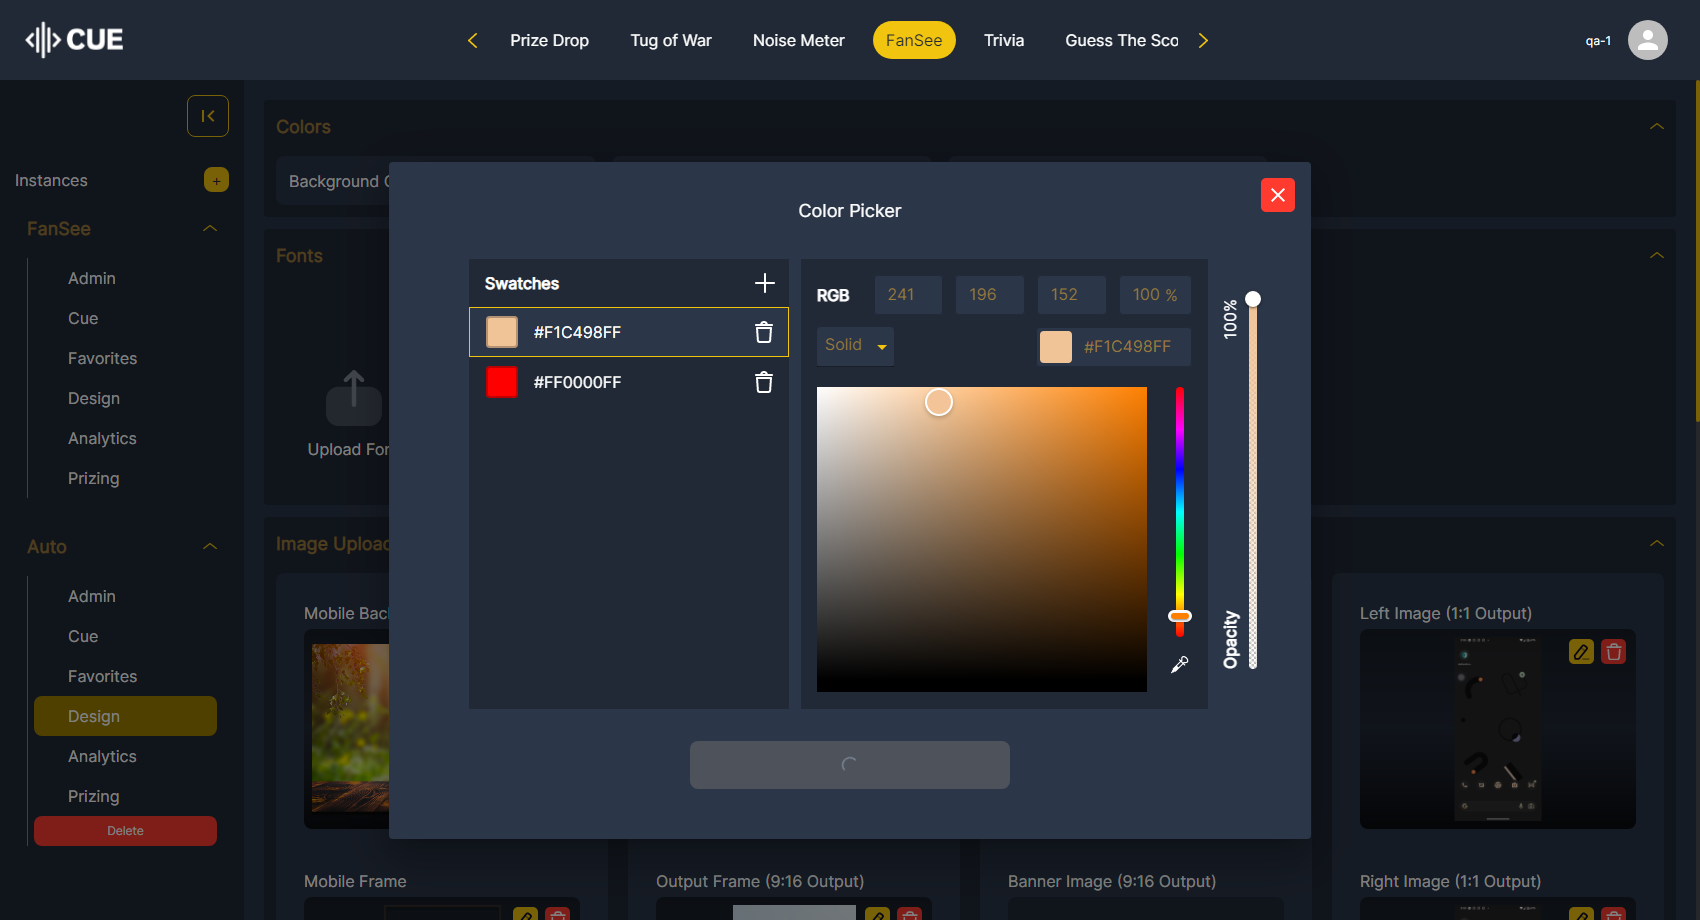 CUE
Prize Drop
Tug of War
Noise Meter
FanSee
Trivia
Guess The Sco
qa-1
Instances
+
FanSee
Admin
Cue
Favorites
Design
Analytics
Prizing
Auto
Admin
Cue
Favorites
Design
Analytics
Prizing
Delete
Colors
Background C
Fonts
Upload For
Image Upload
Mobile Bac
Left Image (1:1 Output)
Mobile Frame
Output Frame (9:16 Output)
Banner Image (9:16 Output)
Right Image (1:1 Output)
Color Picker
Swatches
#F1C498FF
#FF0000FF
RGB
241
196
152
100 %
Solid
#F1C498FF
100%
Opacity